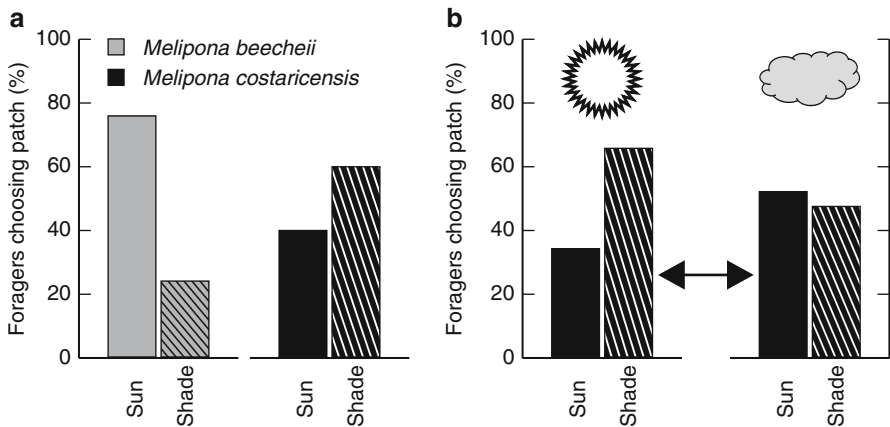 a
Foragers choosing patch (%)
100
80
60
40
20
0
Melipona beecheii
Melipona costaricensis
Sun
Shade
Sun
Shade
b
Foragers choosing patch (%)
100
80
60
40
20
0
Sun
Shade
Sun
Shade